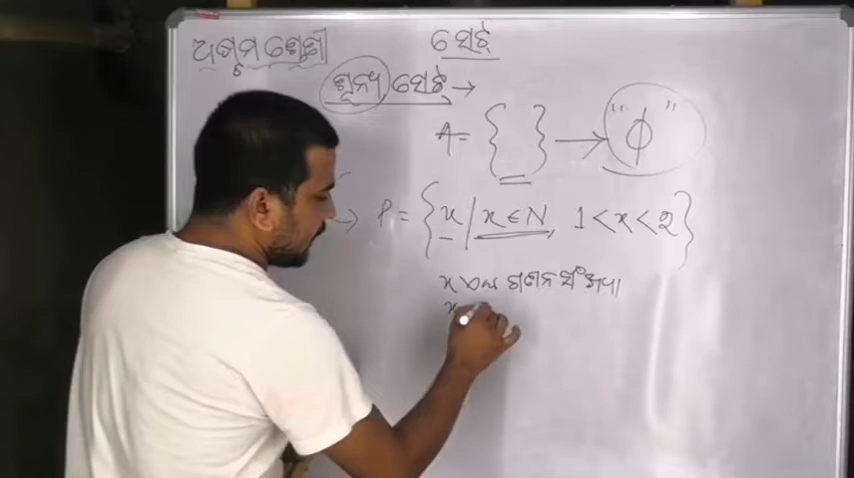 ଅଷ୍ଟମ ଶ୍ରେଣୀ ସେଟ୍
ଶୂନ୍ୟ ସେଟ୍ →
A = { } → "ϕ"
→ P = {x | x ∈ N, 1 < x < 2}
x ଏକ ଗଣନ ସଂଖ୍ୟା
x